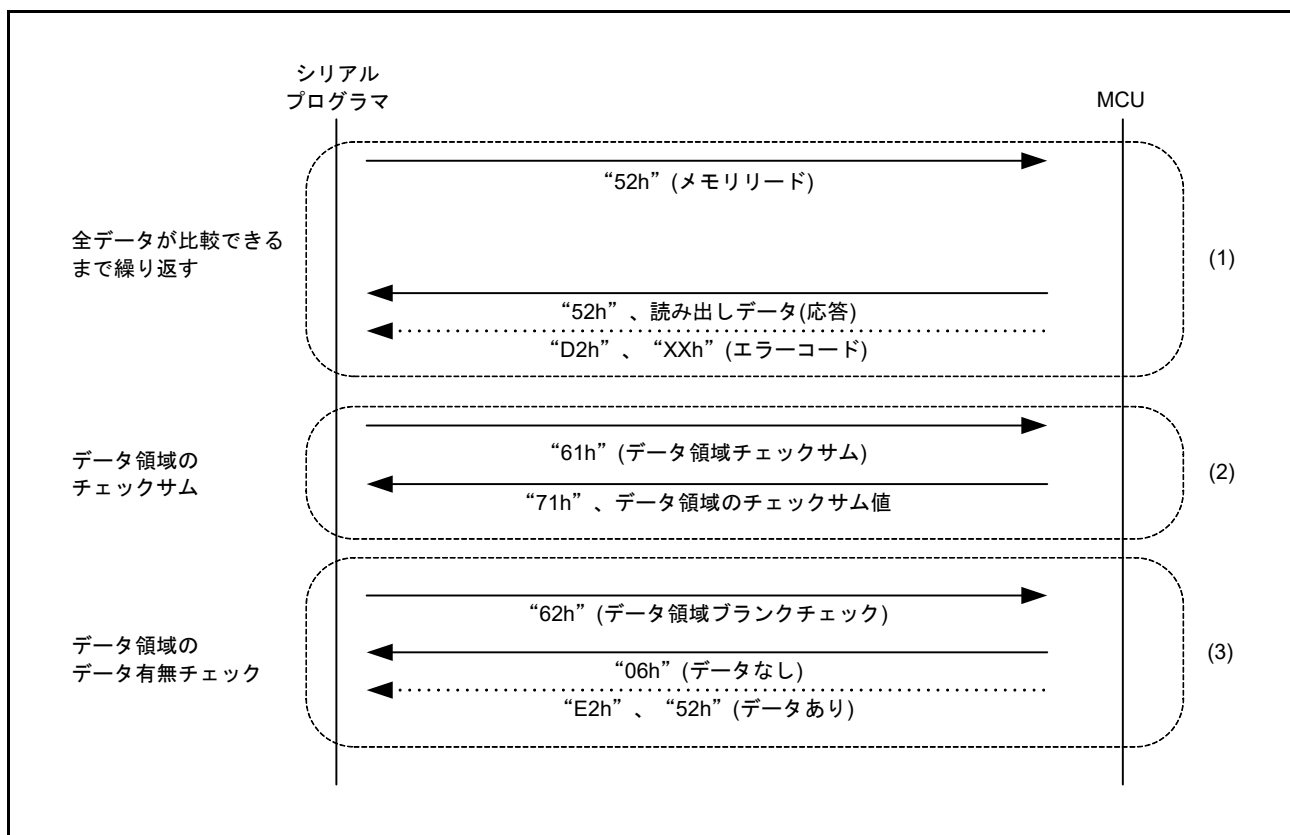 シリアル
プログラマ
MCU
“52h” (メモリリード)
全データが比較できる
まで繰り返す
(1)
“52h” 、読み出しデータ(応答)
“D2h” 、 “XXh” (エラーコード)
“61h” (データ領域チェックサム)
データ領域の
チェックサム
(2)
“71h” 、データ領域のチェックサム値
“62h” (データ領域ブランクチェック)
データ領域の
データ有無チェック
(3)
“06h” (データなし)
“E2h” 、 “52h” (データあり)